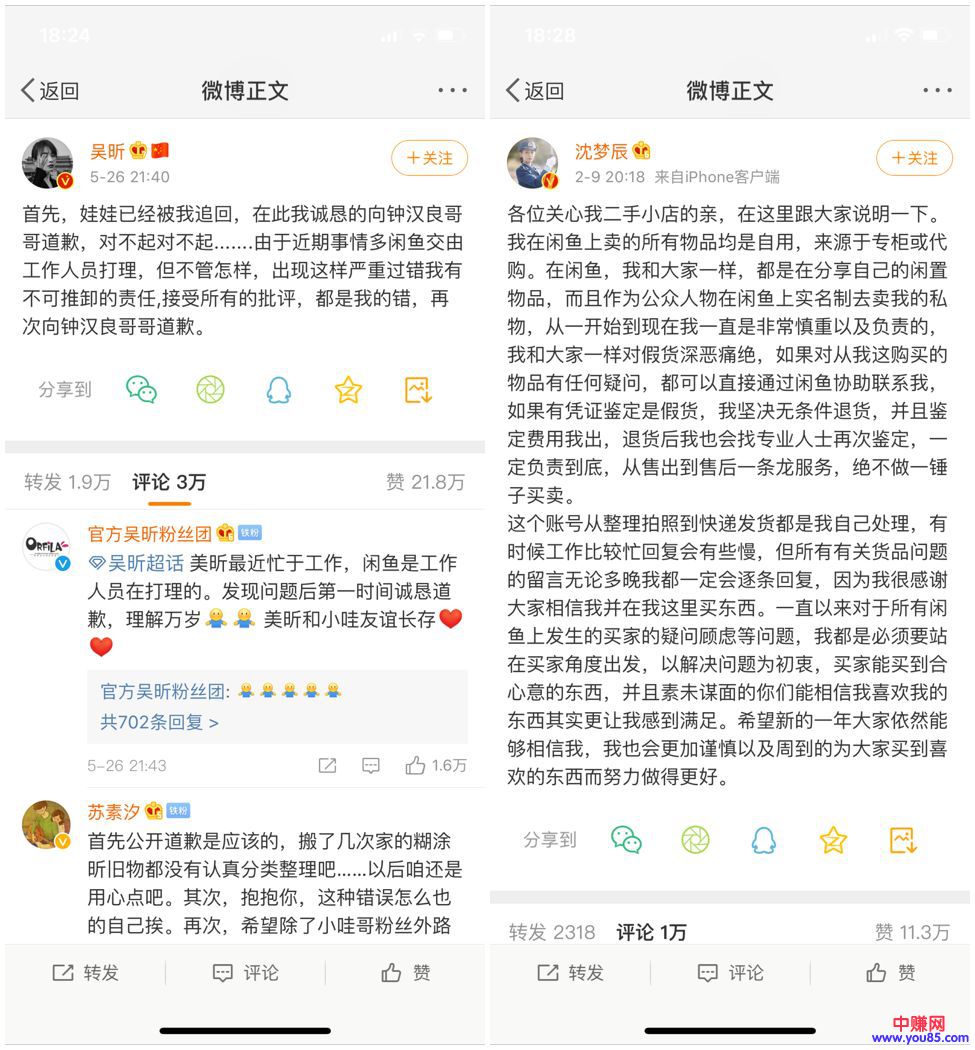 18:24
返回
微博正文
吴昕
5-26 21:40
+关注
首先，娃娃已经被我追回，在此我诚恳的向钟汉良哥
哥道歉，对不起对不起.......由于近期事情多闲鱼交由
工作人员打理，但不管怎样，出现这样严重过错我有
不可推卸的责任,接受所有的批评，都是我的错，再
次向钟汉良哥哥道歉。
分享到
转发 1.9万 评论 3万 赞 21.8万
ORFILA
官方吴昕粉丝团 铁粉
吴昕超话 美昕最近忙于工作，闲鱼是工作
人员在打理的。发现问题后第一时间诚恳道
歉，理解万岁🤷🤷 美昕和小哇友谊长存❤️
❤️
官方吴昕粉丝团: 🤷🤷🤷🤷🤷
共702条回复 >
5-26 21:43
1.6万
苏素汐 铁粉
首先公开道歉是应该的，搬了几次家的糊涂
昕旧物都没有认真分类整理吧......以后咱还是
用心点吧。其次，抱抱你，这种错误怎么也
的自己挨。再次，希望除了小哇哥粉丝外路
转发 评论 赞
18:28
返回
微博正文
沈梦辰
2-9 20:18 来自iPhone客户端
+关注
各位关心我二手小店的亲，在这里跟大家说明一下。
我在闲鱼上卖的所有物品均是自用，来源于专柜或代
购。在闲鱼，我和大家一样，都是在分享自己的闲置
物品，而且作为公众人物在闲鱼上实名制去卖我的私
物，从一开始到现在我一直是非常慎重以及负责的，
我和大家一样对假货深恶痛绝，如果对从我这购买的
物品有任何疑问，都可以直接通过闲鱼协助联系我，
如果有凭证鉴定是假货，我坚决无条件退货，并且鉴
定费用我出，退货后我也会找专业人士再次鉴定，一
定负责到底，从售出到售后一条龙服务，绝不做一锤
子买卖。
这个账号从整理拍照到快递发货都是我自己处理，有
时候工作比较忙回复会有些慢，但所有有关货品问题
的留言无论多晚我都一定会逐条回复，因为我很感谢
大家相信我并在我这里买东西。一直以来对于所有闲
鱼上发生的买家的疑问顾虑等问题，我都是必须要站
在买家角度出发，以解决问题为初衷，买家能买到合
心意的东西，并且素未谋面的你们能相信我喜欢我的
东西其实更让我感到满足。希望新的一年大家依然能
够相信我，我也会更加谨慎以及周到的为大家买到喜
欢的东西而努力做得更好。
分享到
转发 2318 评论 1万 赞 11.3万
转发 评论 赞
中赚网
www.you85.com